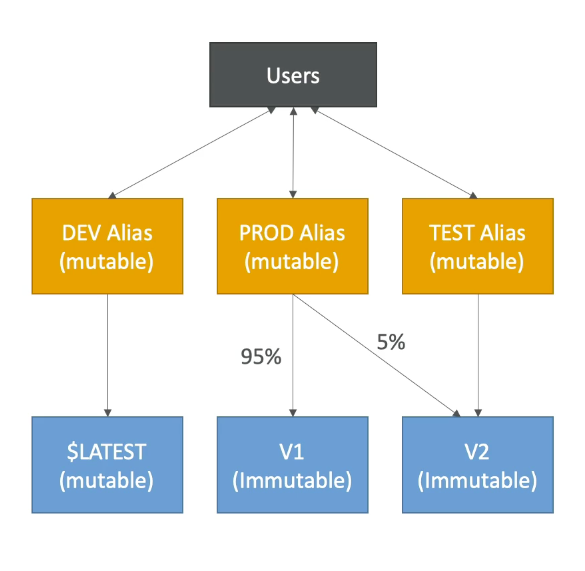 Users
DEV Alias
(mutable)
PROD Alias
(mutable)
TEST Alias
(mutable)
95%
5%
$LATEST
(mutable)
V1
(Immutable)
V2
(Immutable)